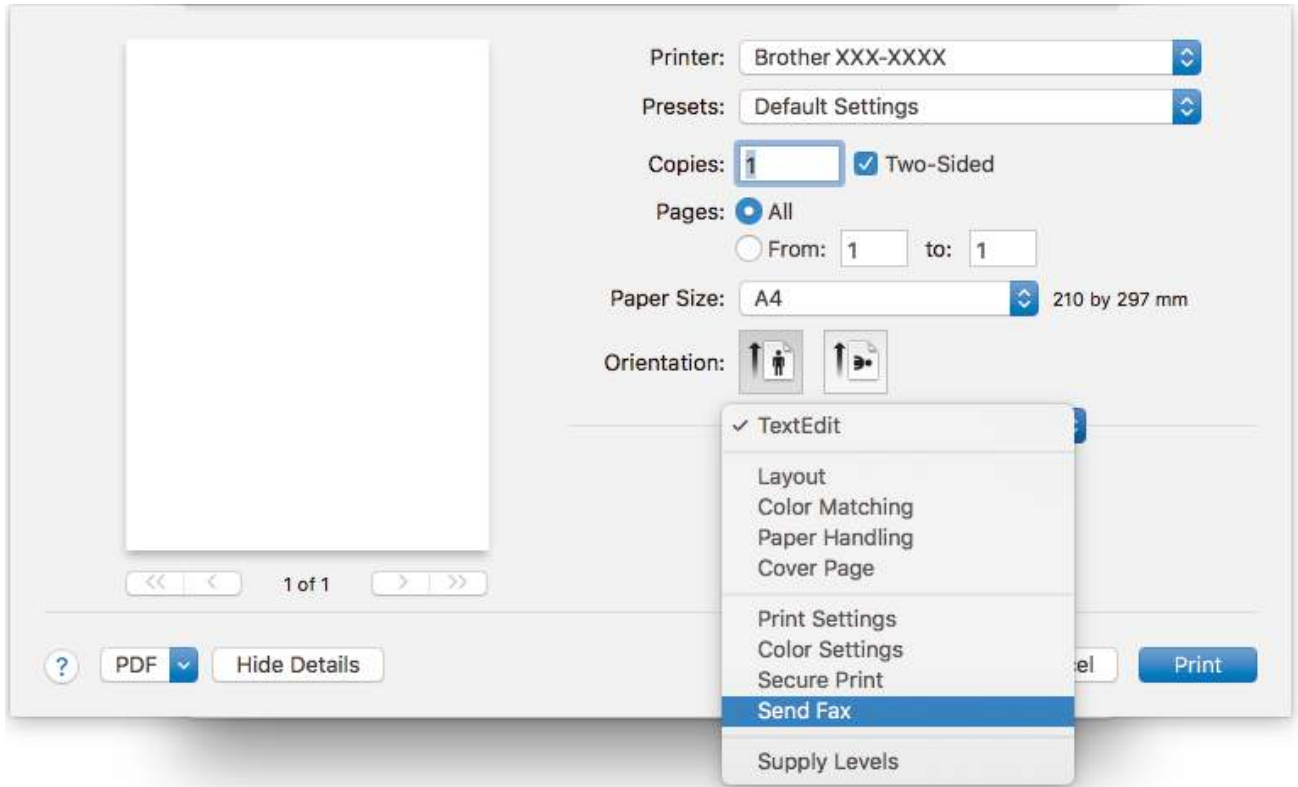 Printer: Brother XXX-XXXX
Presets: Default Settings
Copies: 1 Two-Sided
Pages: All
From: 1 to: 1
Paper Size: A4 210 by 297 mm
Orientation:
✓ TextEdit
Layout
Color Matching
Paper Handling
Cover Page
Print Settings
Color Settings
Secure Print
Send Fax
Supply Levels
<< < 1 of 1 > >>
? PDF Hide Details Print